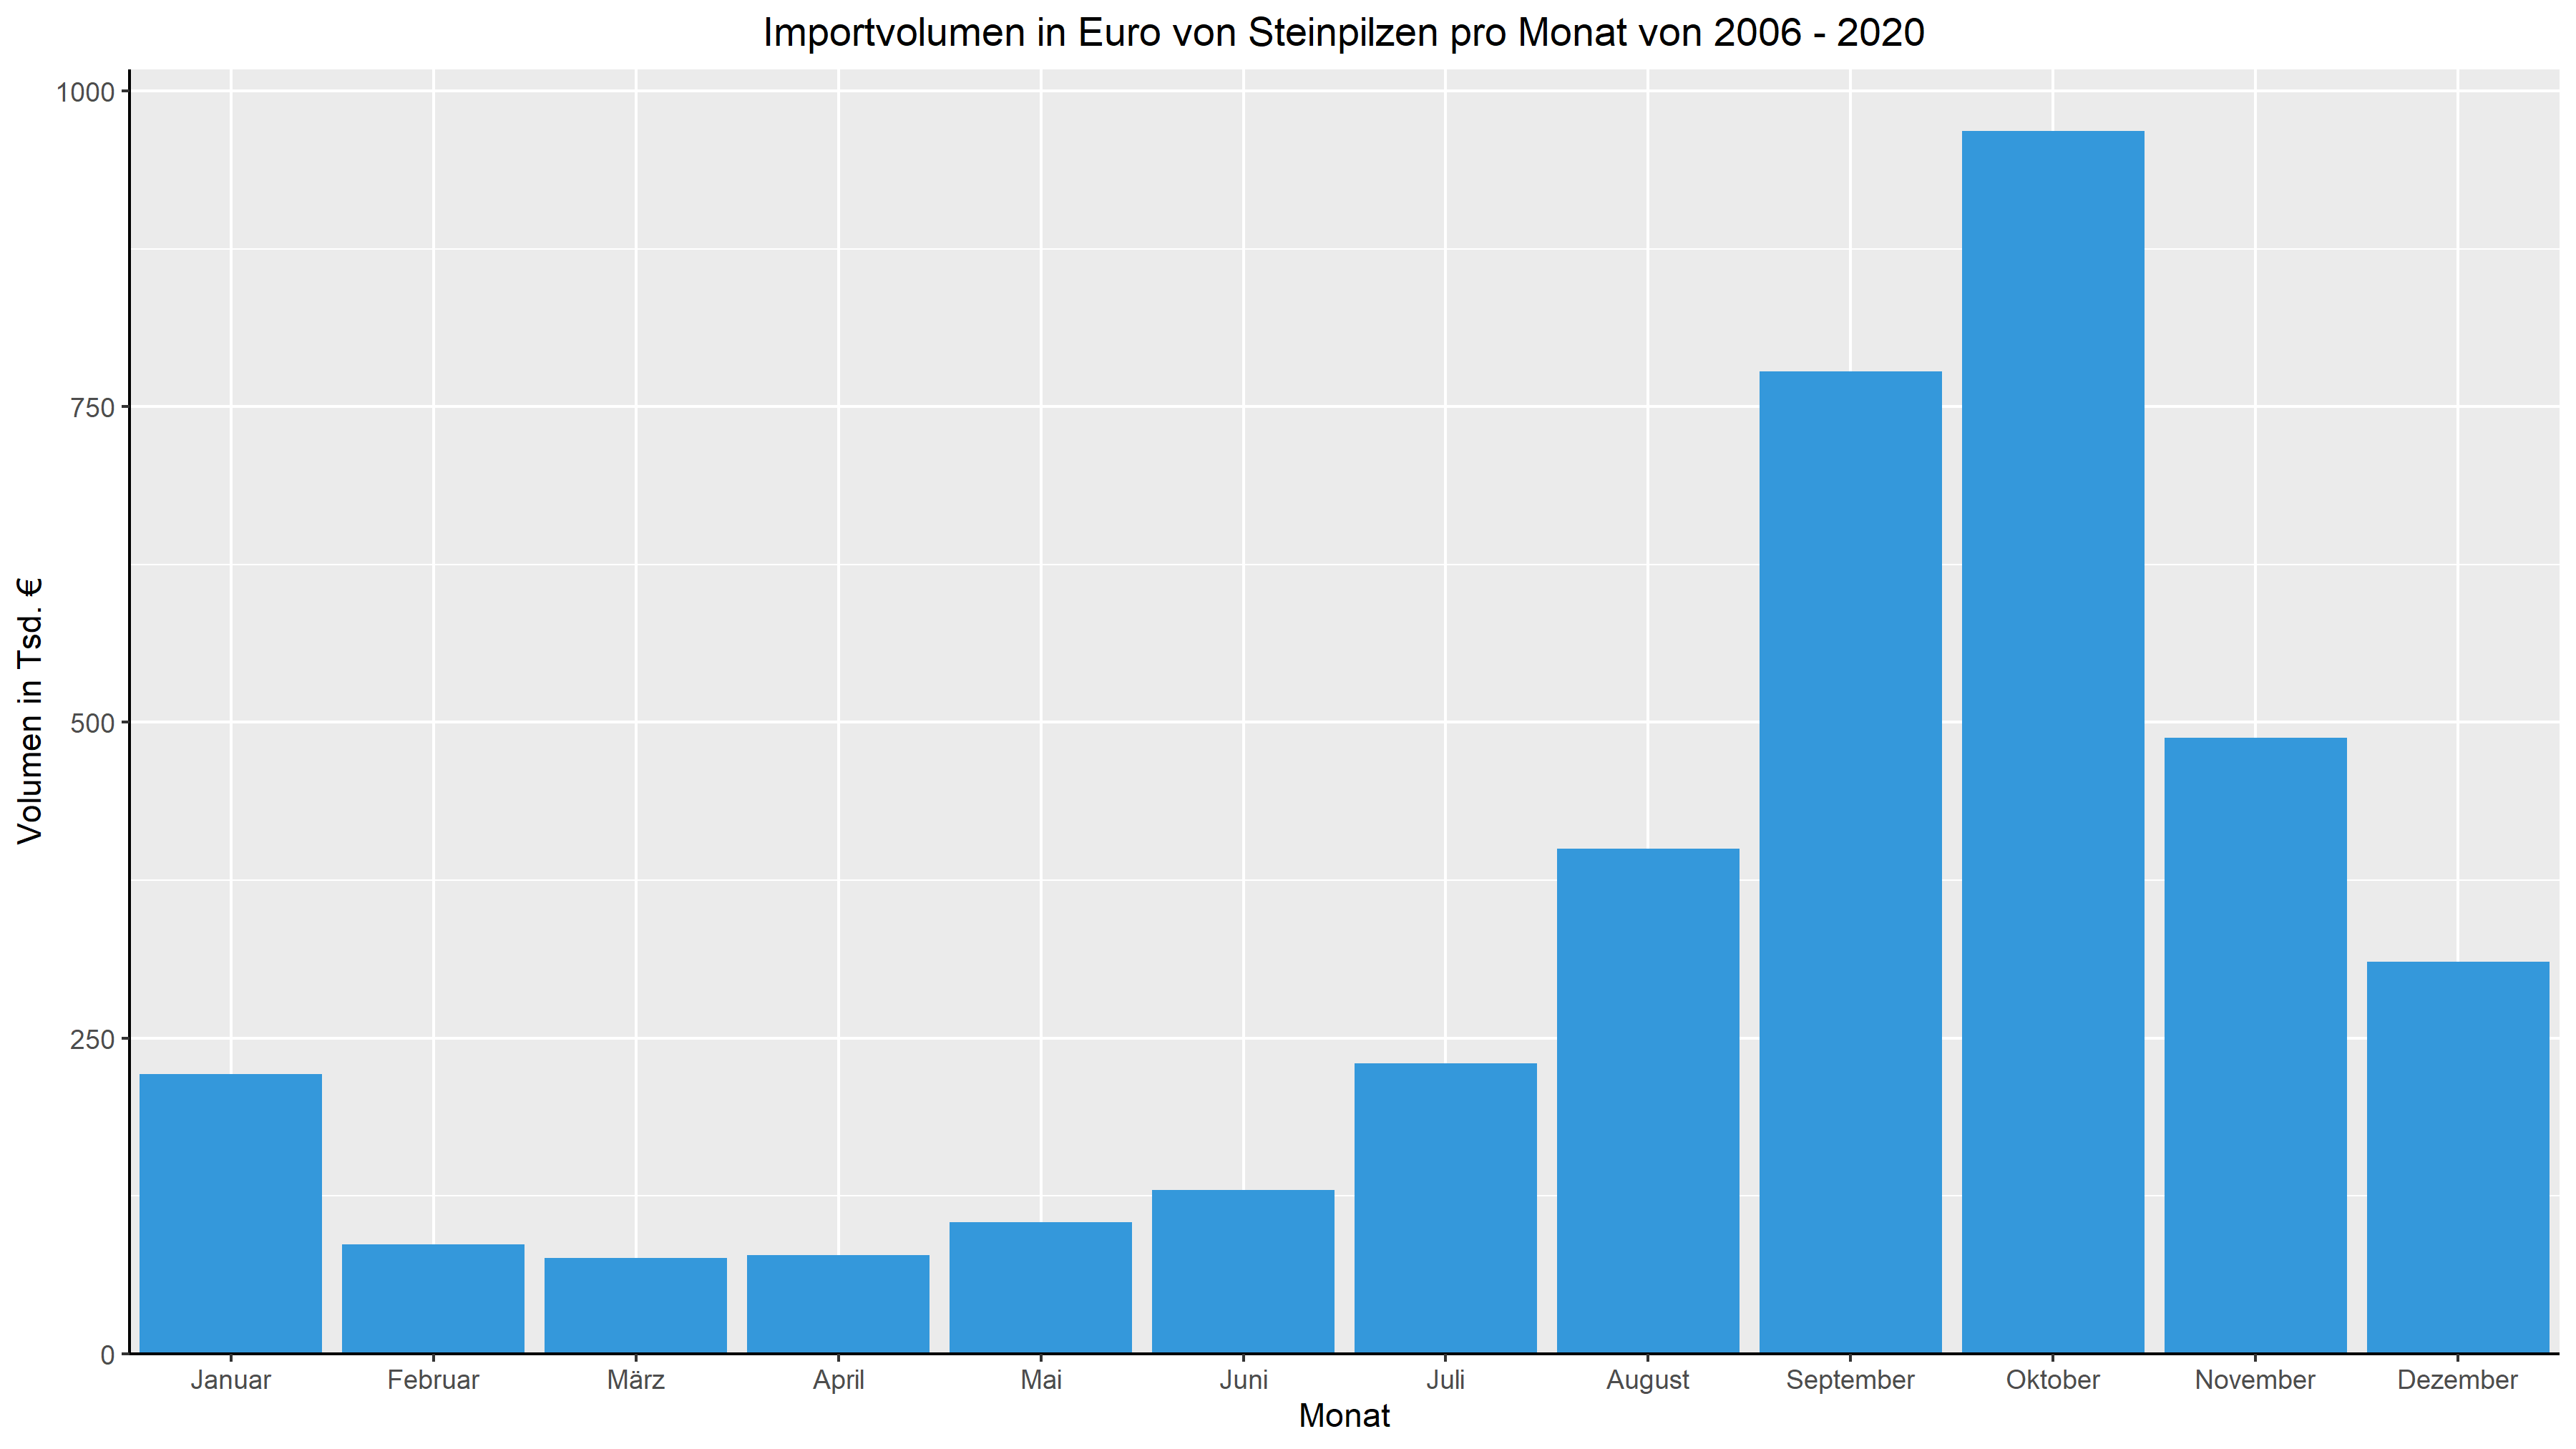 Importvolumen in Euro von Steinpilzen pro Monat von 2006 - 2020
Volumen in Tsd. €
1000
750
500
250
0
Januar Februar März April Mai Juni Juli August September Oktober November Dezember
Monat